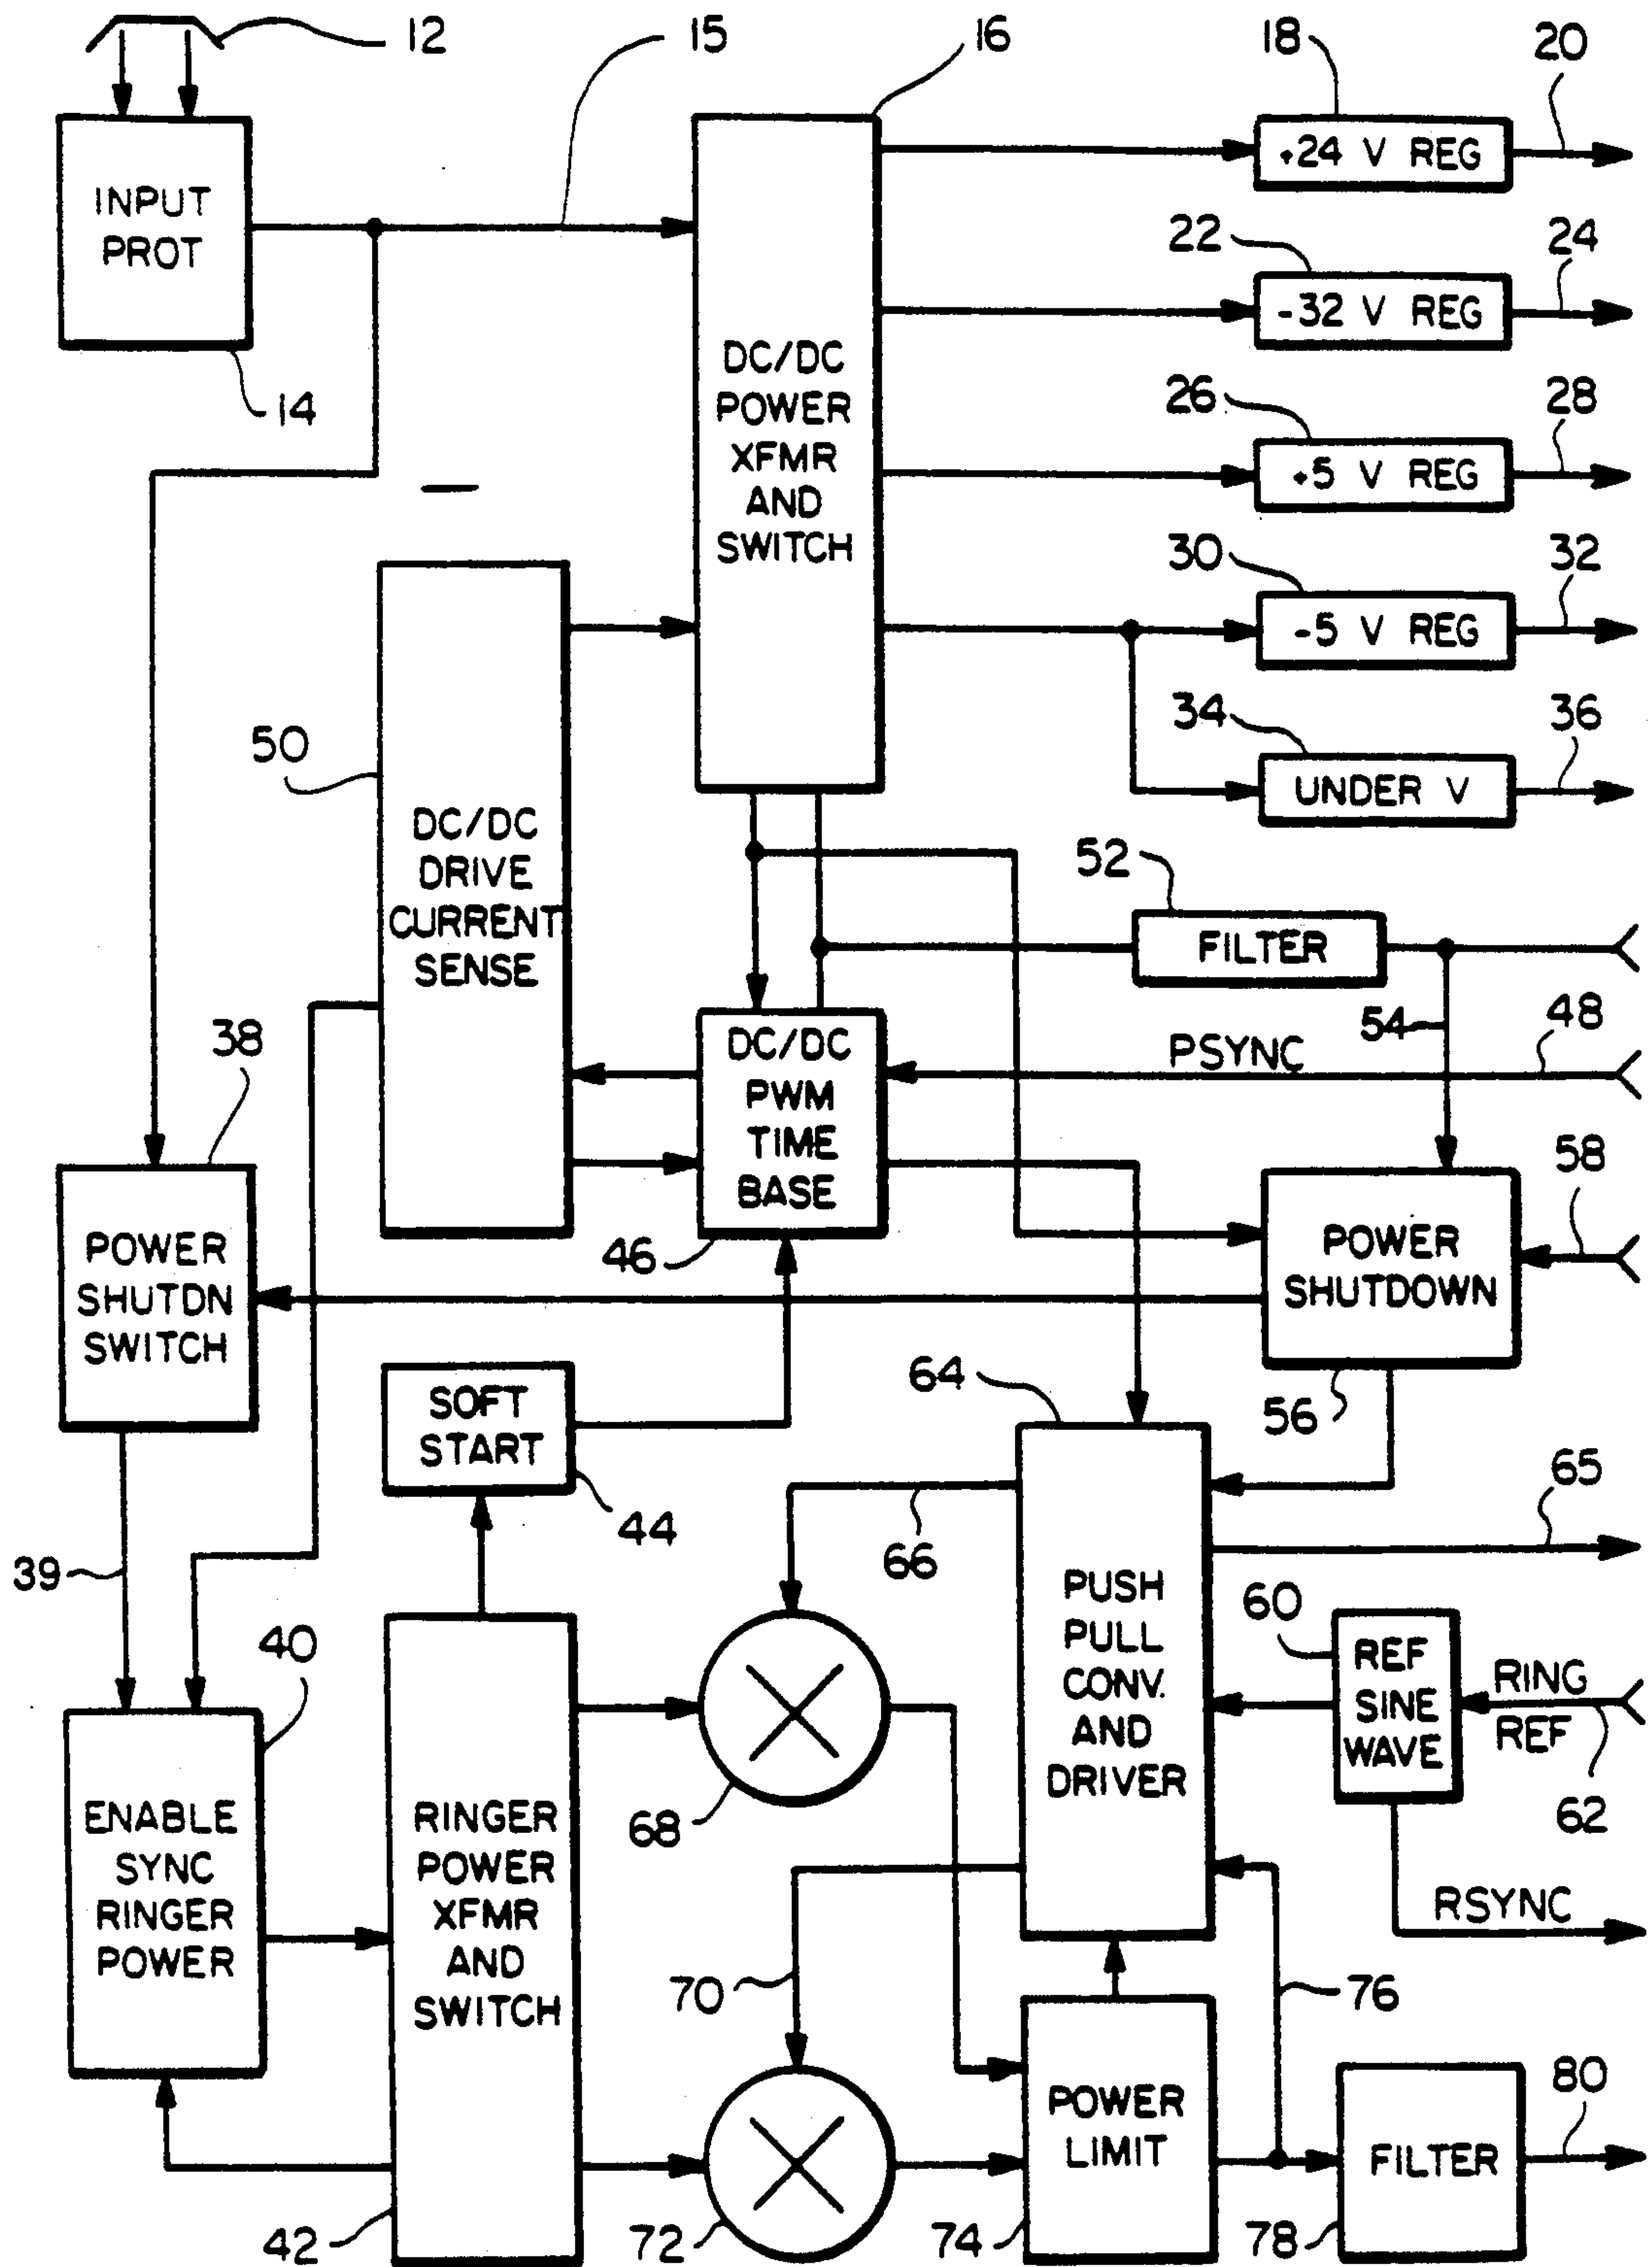 12
15
16
18
20
INPUT
PROT
+24 V REG
14
22
24
-32 V REG
DC/DC
POWER
XFMR
AND
SWITCH
26
28
+5 V REG
30
32
-5 V REG
34
36
UNDER V
50
DC/DC
DRIVE
CURRENT
SENSE
52
FILTER
54
48
PSYNC
DC/DC
PWM
TIME
BASE
46
38
POWER
SHUTDN
SWITCH
58
POWER
SHUTDOWN
56
SOFT
START
44
64
66
65
39
40
PUSH
PULL
CONV.
AND
DRIVER
60
REF
SINE
WAVE
RING
REF
62
RSYNC
ENABLE
SYNC
RINGER
POWER
RINGER
POWER
XFMR
AND
SWITCH
68
70
76
POWER
LIMIT
80
FILTER
42
72
74
78